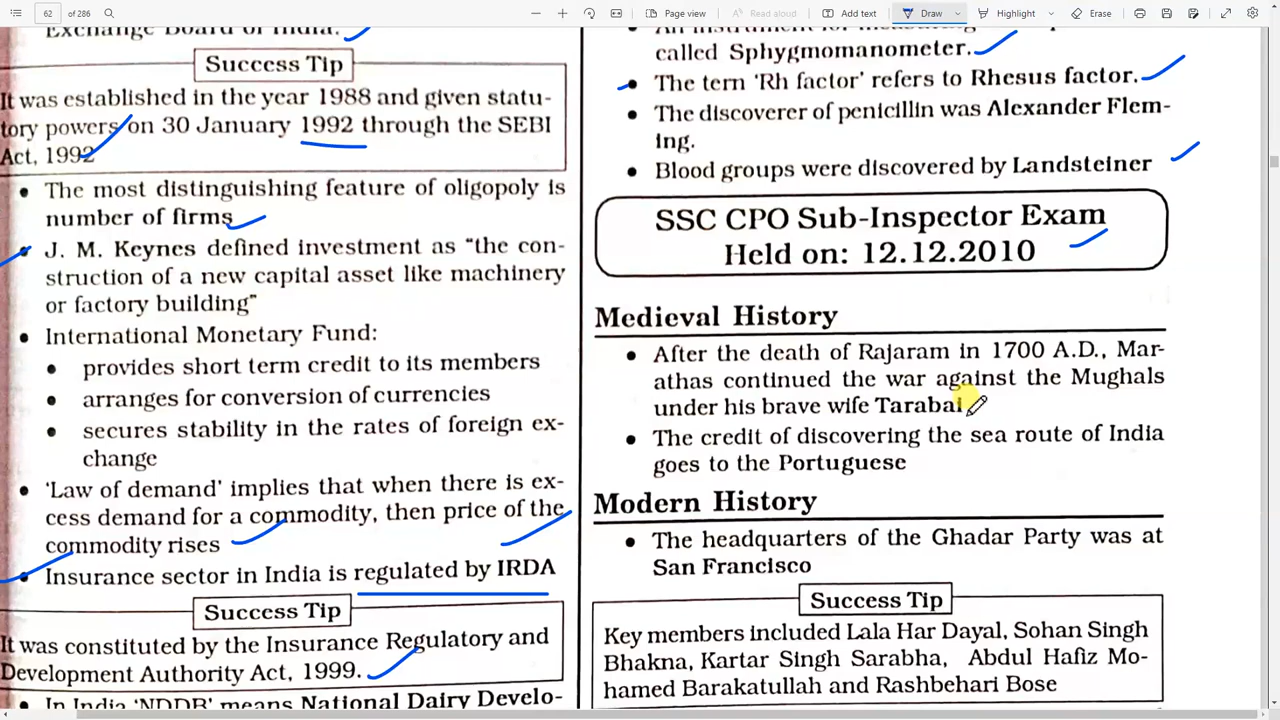 62 of 286
Page view
Read aloud
Add text
Draw
Highlight
Erase
Exchange Board of India.
Success Tip
It was established in the year 1988 and given statu-
tory powers on 30 January 1992 through the SEBI
Act, 1992
• The most distinguishing feature of oligopoly is
number of firms
• J. M. Keynes defined investment as “the con-
struction of a new capital asset like machinery
or factory building”
• International Monetary Fund:
• provides short term credit to its members
• arranges for conversion of currencies
• secures stability in the rates of foreign ex-
change
• ‘Law of demand’ implies that when there is ex-
cess demand for a commodity, then price of the
commodity rises
• Insurance sector in India is regulated by IRDA
Success Tip
It was constituted by the Insurance Regulatory and
Development Authority Act, 1999.
• In India ‘NDDB’ means National Dairy Develo-
called Sphygmomanometer.
• The tern ‘Rh factor’ refers to Rhesus factor.
• The discoverer of penicillin was Alexander Flem-
ing.
• Blood groups were discovered by Landsteiner
SSC CPO Sub-Inspector Exam
Held on: 12.12.2010
Medieval History
• After the death of Rajaram in 1700 A.D., Mar-
athas continued the war against the Mughals
under his brave wife Tarabai
• The credit of discovering the sea route of India
goes to the Portuguese
Modern History
• The headquarters of the Ghadar Party was at
San Francisco
Success Tip
Key members included Lala Har Dayal, Sohan Singh
Bhakna, Kartar Singh Sarabha, Abdul Hafiz Mo-
hamed Barakatullah and Rashbehari Bose